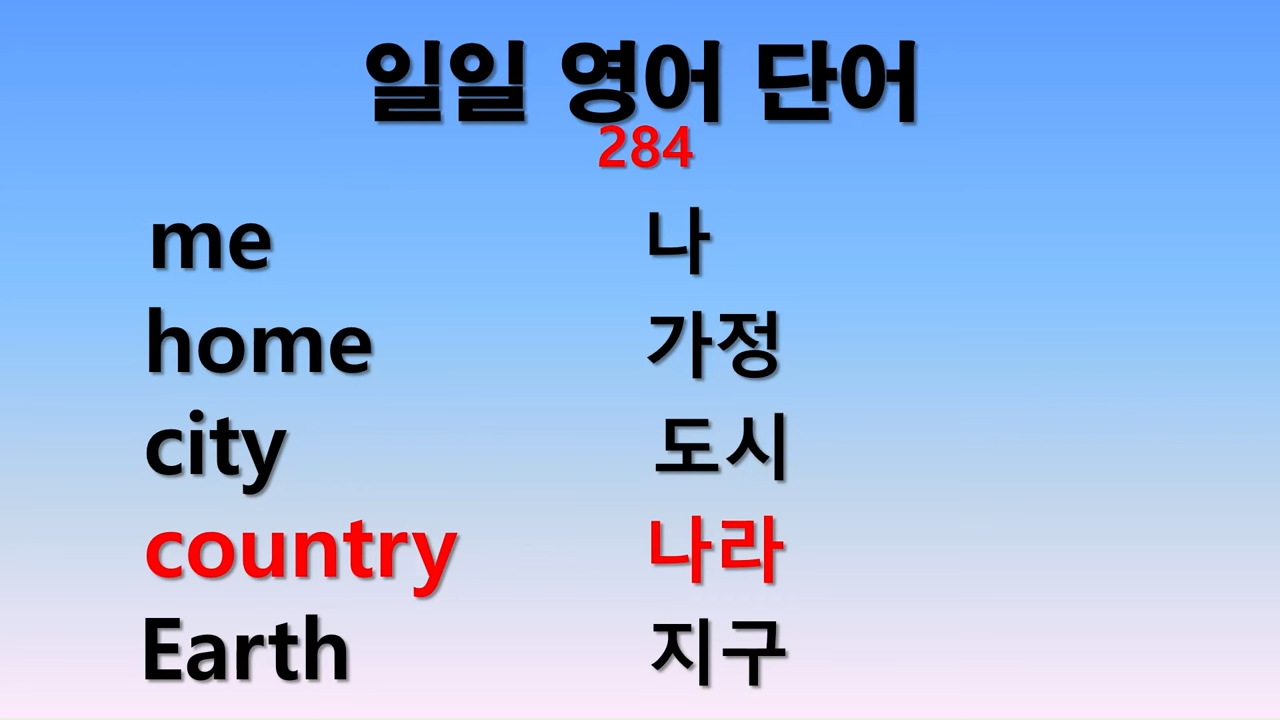 일일 영어 단어
284
me 나
home 가정
city 도시
country 나라
Earth 지구